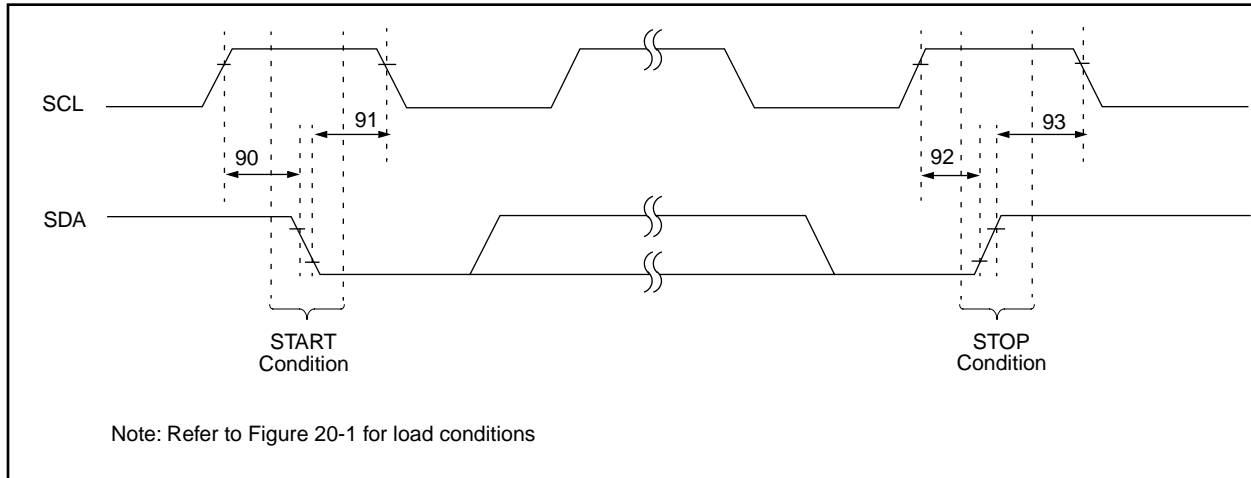 SCL
91
93
90
92
SDA
START
Condition
STOP
Condition
Note: Refer to Figure 20-1 for load conditions